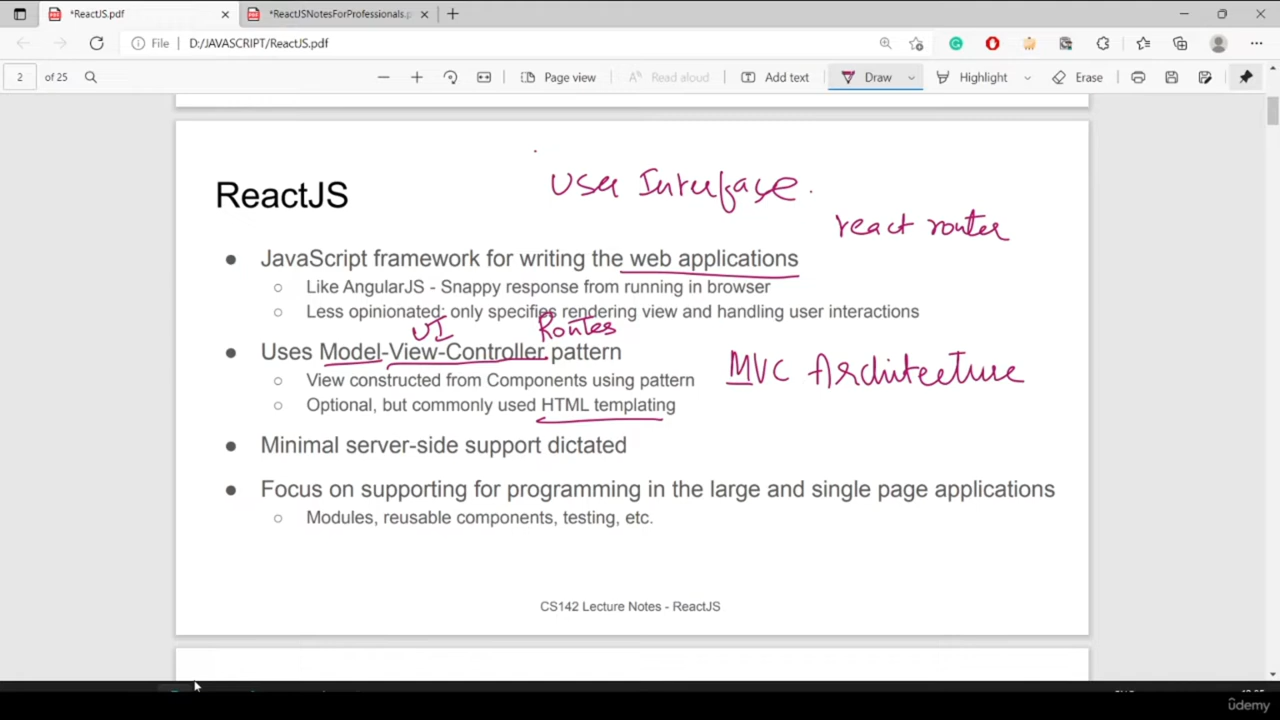 *ReactJS.pdf
*ReactJSNotesForProfessionals.p
File D:/JAVASCRIPT/ReactJS.pdf
2 of 25 Page view Read aloud Add text Draw Highlight Erase
User Interface.
ReactJS
react router
JavaScript framework for writing the web applications
Like AngularJS - Snappy response from running in browser
Less opinionated: only specifies rendering view and handling user interactions
UI Routes
Uses Model-View-Controller pattern
MVC Architecture
View constructed from Components using pattern
Optional, but commonly used HTML templating
Minimal server-side support dictated
Focus on supporting for programming in the large and single page applications
Modules, reusable components, testing, etc.
CS142 Lecture Notes - ReactJS
ûdemy